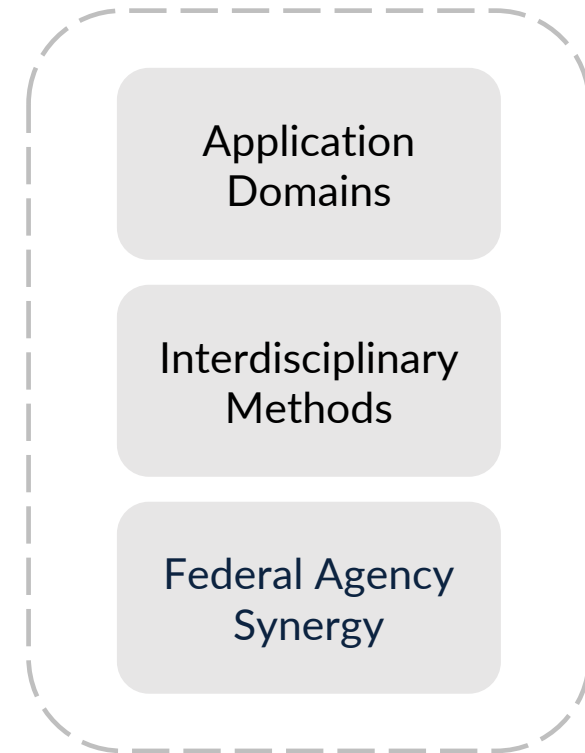 Application
Domains
Interdisciplinary
Methods
Federal Agency
Synergy